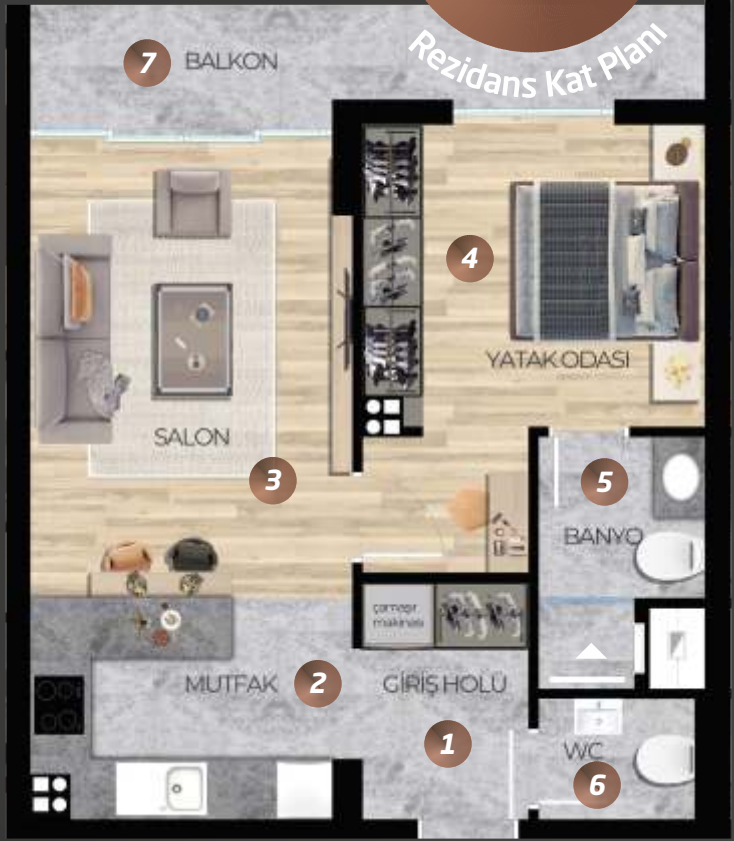 Rezidans Kat Planı
7 BALKON
4
YATAK ODASI
SALON
3
5
BANYO
çamaşır
makinası
MUTFAK 2
GİRİŞ HOLÜ
1
WC
6